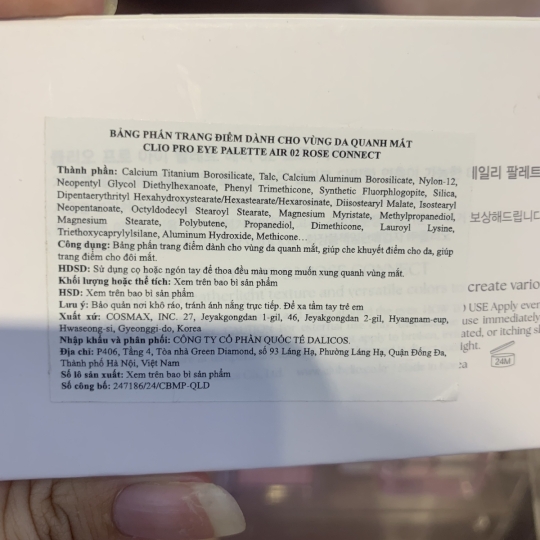 BẢNG PHẤN TRANG ĐIỂM DÀNH CHO VÙNG DA QUANH MẮT
CLIO PRO EYE PALETTE AIR 02 ROSE CONNECT
Thành phần: Calcium Titanium Borosilicate, Talc, Calcium Aluminum Borosilicate, Nylon-12,
Neopentyl Glycol Diethylhexanoate, Phenyl Trimethicone, Synthetic Fluorphlogopite, Silica,
Dipentaerythrityl Hexahydroxystearate/Hexastearate/Hexarosinate, Diisostearyl Malate, Isostearyl
Neopentanoate, Octyldodecyl Stearoyl Stearate, Magnesium Myristate, Methylpropanediol,
Magnesium Stearate, Polybutene, Propanediol, Dimethicone, Lauroyl Lysine,
Triethoxycaprylylsilane, Aluminum Hydroxide, Methicone…
Công dụng: Bảng phấn trang điểm dành cho vùng da quanh mắt, giúp che khuyết điểm cho da, giúp
trang điểm cho đôi mắt.
HDSD: Sử dụng cọ hoặc ngón tay để thoa đều màu mong muốn xung quanh vùng mắt.
Khối lượng hoặc thể tích: Xem trên bao bì sản phẩm
HSD: Xem trên bao bì sản phẩm
Lưu ý: Bảo quản nơi khô ráo, tránh ánh nắng trực tiếp. Để xa tầm tay trẻ em
Xuất xứ: COSMAX, INC. 27, Jeyakgongdan 1-gil, 46, Jeyakgongdan 2-gil, Hyangnam-eup,
Hwaseong-si, Gyeonggi-do, Korea
Nhập khẩu và phân phối: CÔNG TY CỔ PHẦN QUỐC TẾ DALICOS.
Địa chỉ: P406, Tầng 4, Tòa nhà Green Diamond, số 93 Láng Hạ, Phường Láng Hạ, Quận Đống Đa,
Thành phố Hà Nội, Việt Nam
Số lô sản xuất: Xem trên bao bì sản phẩm
Số công bố: 247186/24/CBMP-QLD
데일리 팔레트
보상해드립니다
create vario
USE Apply even
use immediately
ated, or itching s
ight.
24M